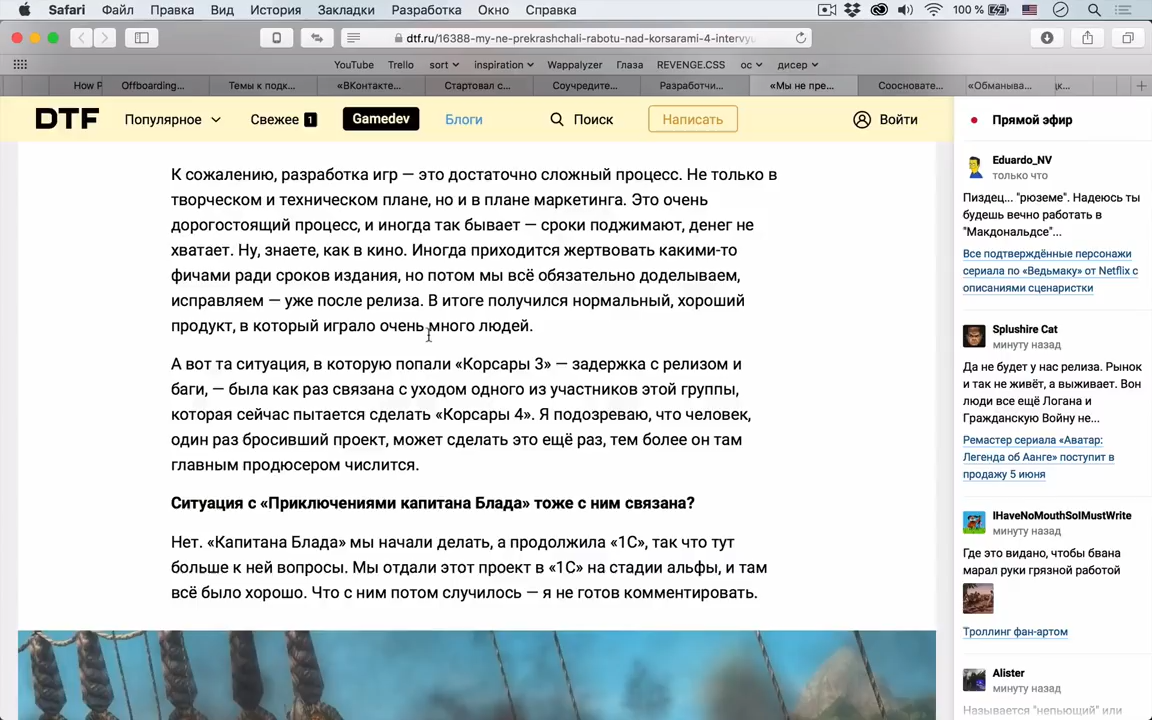 Safari Файл Правка Вид История Закладки Разработка Окно Справка 100 %
dtf.ru/16388-my-ne-prekrashchali-rabotu-nad-korsarami-4-intervyu
YouTube Trello sort inspiration Wappalyzer Глаза REVENGE.CSS ос дисер
How P Offboarding... Темы к подк... «ВКонтакте... Стартовал с... Соучредите... Разработчи... «Мы не пре... Соосновате... «Обманыва...
DTF Популярное Свежее 1 Gamedev Блоги Поиск Написать Войти
К сожалению, разработка игр — это достаточно сложный процесс. Не только в
творческом и техническом плане, но и в плане маркетинга. Это очень
дорогостоящий процесс, и иногда так бывает — сроки поджимают, денег не
хватает. Ну, знаете, как в кино. Иногда приходится жертвовать какими-то
фичами ради сроков издания, но потом мы всё обязательно доделываем,
исправляем — уже после релиза. В итоге получился нормальный, хороший
продукт, в который играло очень много людей.
А вот та ситуация, в которую попали «Корсары 3» — задержка с релизом и
баги, — была как раз связана с уходом одного из участников этой группы,
которая сейчас пытается сделать «Корсары 4». Я подозреваю, что человек,
один раз бросивший проект, может сделать это ещё раз, тем более он там
главным продюсером числится.
Ситуация с «Приключениями капитана Блада» тоже с ним связана?
Нет. «Капитана Блада» мы начали делать, а продолжила «1С», так что тут
больше к ней вопросы. Мы отдали этот проект в «1С» на стадии альфы, и там
всё было хорошо. Что с ним потом случилось — я не готов комментировать.
Прямой эфир
Eduardo_NV
только что
Пиздец... "рюземе". Надеюсь ты
будешь вечно работать в
"Макдональдсе"...
Все подтверждённые персонажи
сериала по «Ведьмаку» от Netflix с
описаниями сценаристки
Splushire Cat
минуту назад
Да не будет у нас релиза. Рынок
и так не живёт, а выживает. Вон
люди все ещё Логана и
Гражданскую Войну не...
Ремастер сериала «Аватар:
Легенда об Аанге» поступит в
продажу 5 июня
IHaveNoMouthSoIMustWrite
минуту назад
Где это видано, чтобы бвана
марал руки грязной работой
Троллинг фан-артом
Alister
минуту назад
Называется "непьющий" или